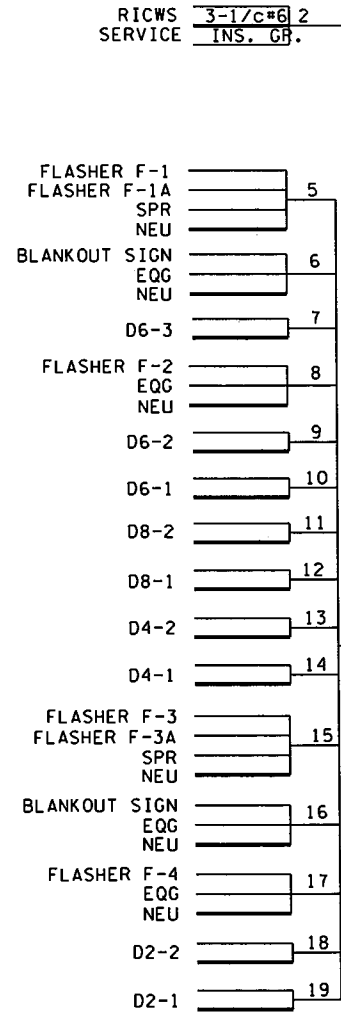 RICWS 3-1/c#6 2
SERVICE INS. GR.
FLASHER F-1
FLASHER F-1A 5
SPR
NEU
BLANKOUT SIGN 6
EQG
NEU
D6-3 7
FLASHER F-2 8
EQG
NEU
D6-2 9
D6-1 10
D8-2 11
D8-1 12
D4-2 13
D4-1 14
FLASHER F-3
FLASHER F-3A 15
SPR
NEU
BLANKOUT SIGN 16
EQG
NEU
FLASHER F-4 17
EQG
NEU
D2-2 18
D2-1 19